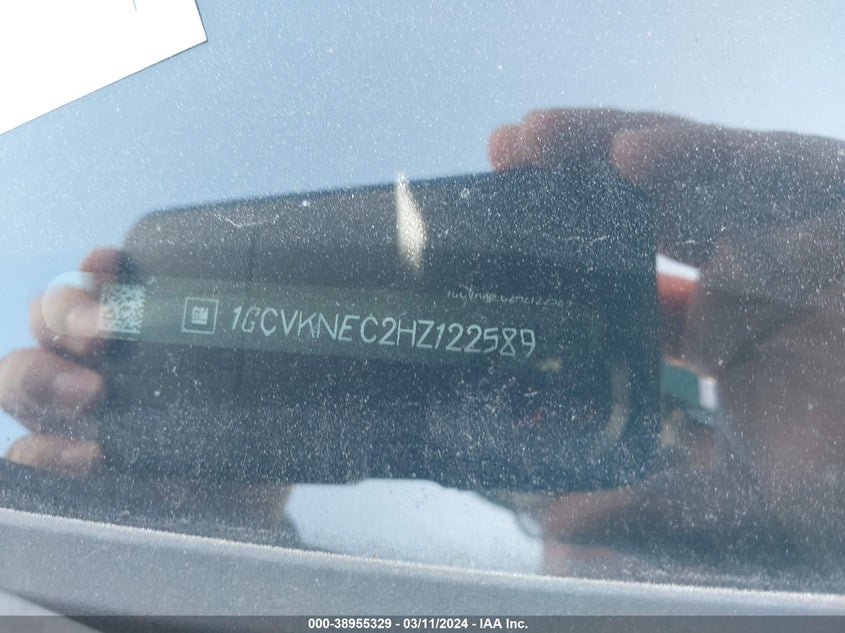 GM 1GCVKNEC2HZ122589
000-38955329 - 03/11/2024 - IAA Inc.